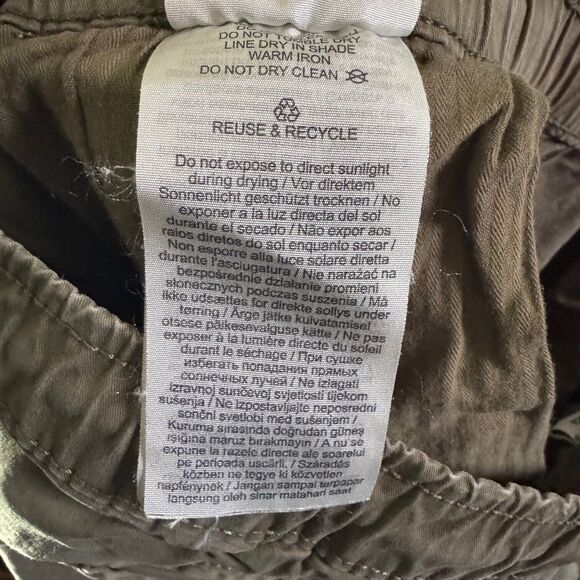 DO NOT TUMBLE DRY
LINE DRY IN SHADE
WARM IRON
DO NOT DRY CLEAN
REUSE & RECYCLE
Do not expose to direct sunlight
during drying / Vor direktem
Sonnenlicht geschützt trocknen / No
exponer a la luz directa del sol
durante el secado / Não expor aos
raios diretos do sol enquanto secar /
Non esporre alla luce solare diretta
durante l'asciugatura / Nie narażać na
bezpośrednie działanie promieni
słonecznych podczas suszenia / Må
ikke udsættes for direkte sollys under
tørring / Ärge jätke kuivatamisel
otsese päikesevalguse kätte / Ne pas
exposer à la lumière directe du soleil
durant le séchage / При сушке
избегать попадания прямых
солнечных лучей / Ne izlagati
izravnoj sunčevoj svjetlosti tijekom
sušenja / Ne izpostavljajte neposredni
sončni svetlobi med sušenjem /
Kuruma sırasında doğrudan güneş
ışığına maruz bırakmayın / A nu se
expune la razele directe ale soarelui
pe perioada uscării. / Száradás
közben ne tegye ki közvetlen
napfénynek / Jangan sampai terpapar
langsung oleh sinar matahari saat